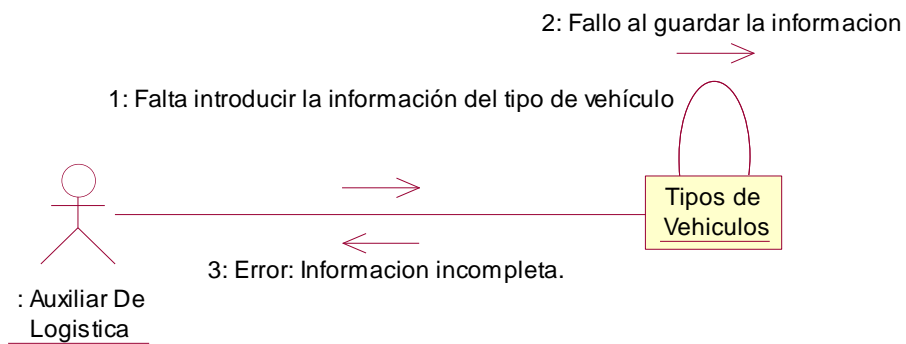 2: Fallo al guardar la informacion
1: Falta introducir la información del tipo de vehículo
Tipos de
Vehiculos
3: Error: Informacion incompleta.
: Auxiliar De
Logistica